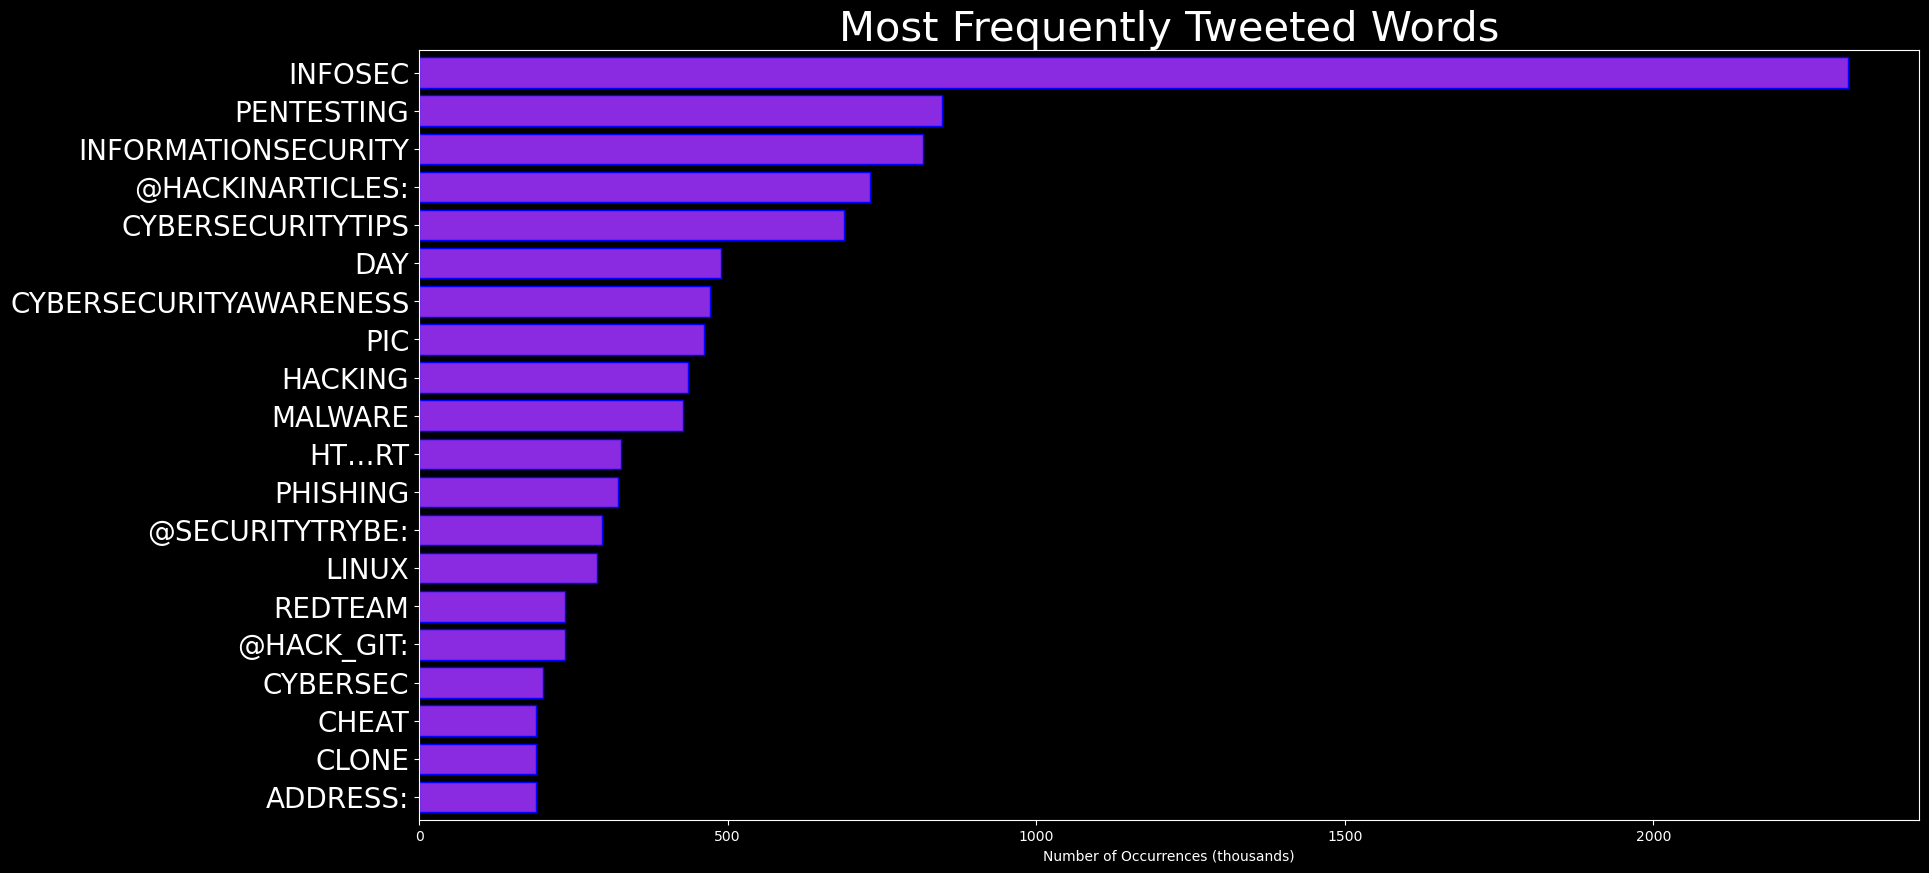 Most Frequently Tweeted Words
INFOSEC
PENTESTING
INFORMATIONSECURITY
@HACKINARTICLES:
CYBERSECURITYTIPS
DAY
CYBERSECURITYAWARENESS
PIC
HACKING
MALWARE
HT…RT
PHISHING
@SECURITYTRYBE:
LINUX
REDTEAM
@HACK_GIT:
CYBERSEC
CHEAT
CLONE
ADDRESS:
0 500 1000 1500 2000
Number of Occurrences (thousands)